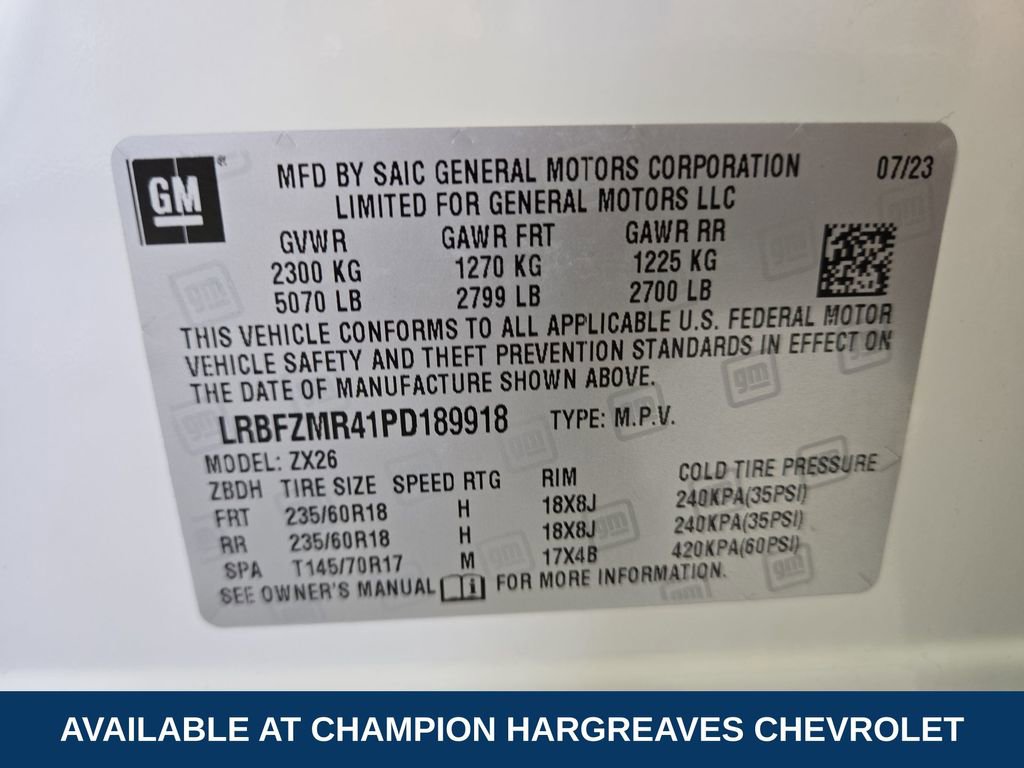 GM
MFD BY SAIC GENERAL MOTORS CORPORATION 07/23
LIMITED FOR GENERAL MOTORS LLC
GVWR GAWR FRT GAWR RR
2300 KG 1270 KG 1225 KG
5070 LB 2799 LB 2700 LB
THIS VEHICLE CONFORMS TO ALL APPLICABLE U.S. FEDERAL MOTOR
VEHICLE SAFETY AND THEFT PREVENTION STANDARDS IN EFFECT ON
THE DATE OF MANUFACTURE SHOWN ABOVE.
LRBFZMR41PD189918 TYPE: M.P.V.
MODEL: ZX26
ZBDH TIRE SIZE SPEED RTG RIM COLD TIRE PRESSURE
FRT 235/60R18 H 18X8J 240KPA(35PSI)
RR 235/60R18 H 18X8J 240KPA(35PSI)
SPA T145/70R17 M 17X4B 420KPA(60PSI)
SEE OWNER'S MANUAL i FOR MORE INFORMATION.
AVAILABLE AT CHAMPION HARGREAVES CHEVROLET